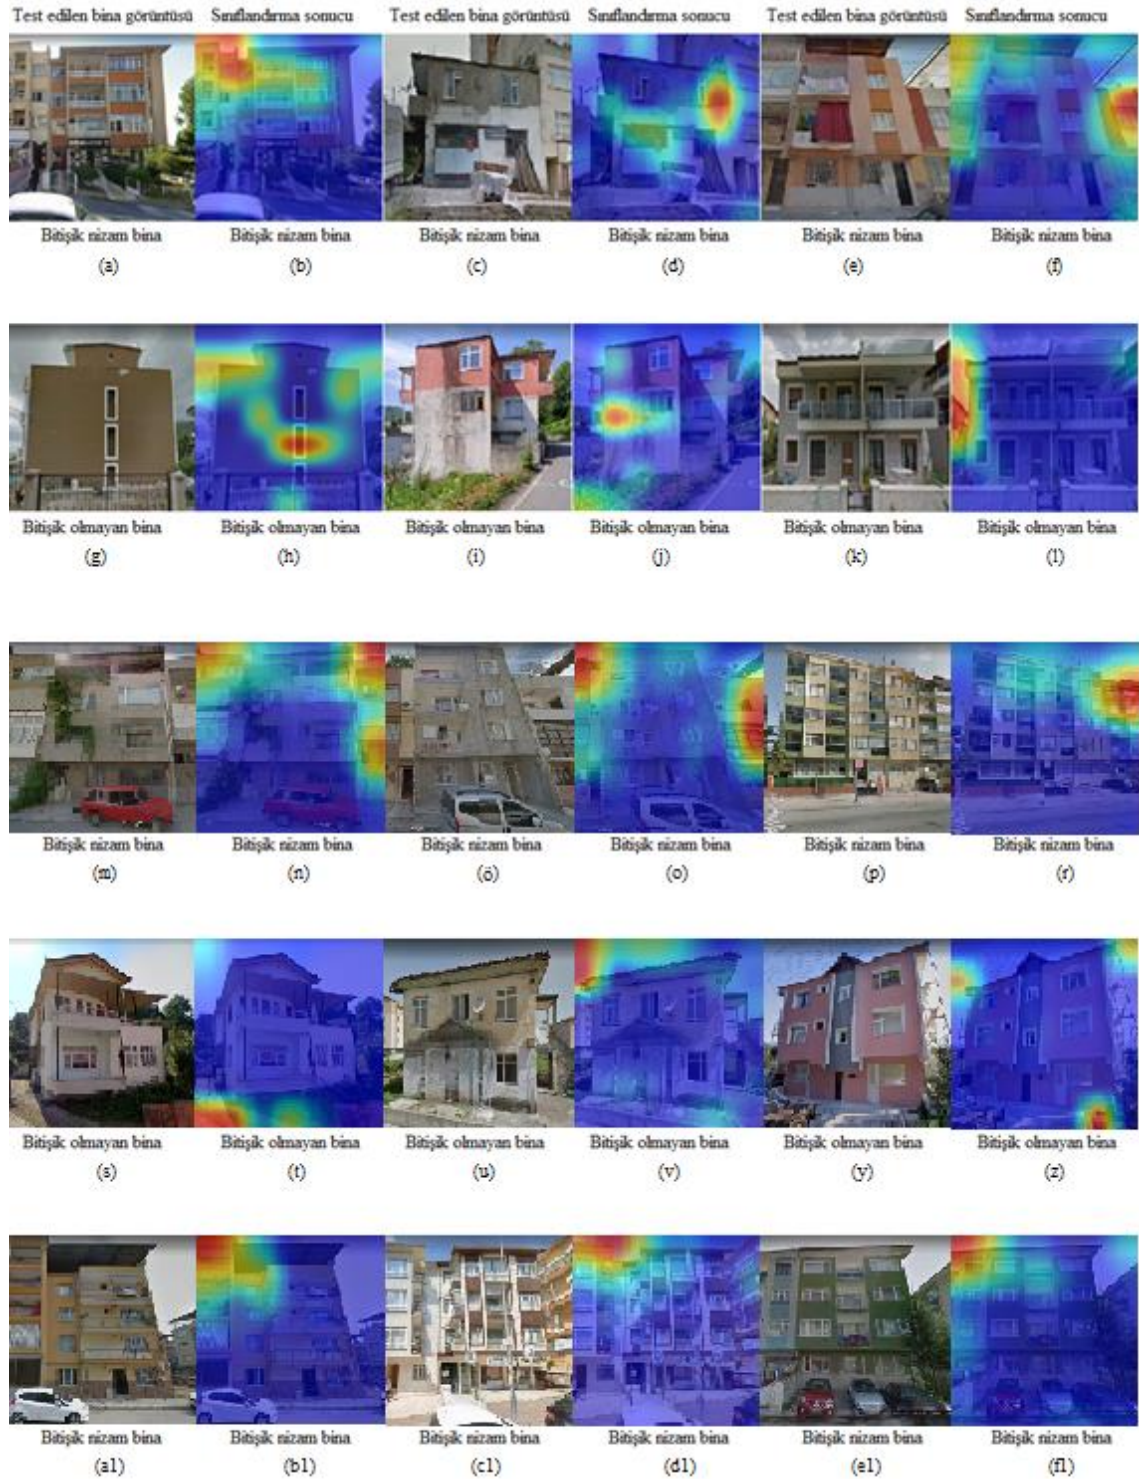 Test edilen bina görüntüsü Sınıflandırma sonucu Test edilen bina görüntüsü Sınıflandırma sonucu Test edilen bina görüntüsü Sınıflandırma sonucu
Bitişik nizam bina Bitişik nizam bina Bitişik nizam bina Bitişik nizam bina Bitişik nizam bina Bitişik nizam bina
(a) (b) (c) (d) (e) (f)
Bitişik olmayan bina Bitişik olmayan bina Bitişik olmayan bina Bitişik olmayan bina Bitişik olmayan bina Bitişik olmayan bina
(g) (h) (i) (j) (k) (l)
Bitişik nizam bina Bitişik nizam bina Bitişik nizam bina Bitişik nizam bina Bitişik nizam bina Bitişik nizam bina
(m) (n) (ö) (o) (p) (r)
Bitişik olmayan bina Bitişik olmayan bina Bitişik olmayan bina Bitişik olmayan bina Bitişik olmayan bina Bitişik olmayan bina
(s) (t) (u) (v) (y) (z)
Bitişik nizam bina Bitişik nizam bina Bitişik nizam bina Bitişik nizam bina Bitişik nizam bina Bitişik nizam bina
(a1) (b1) (c1) (d1) (e1) (f1)